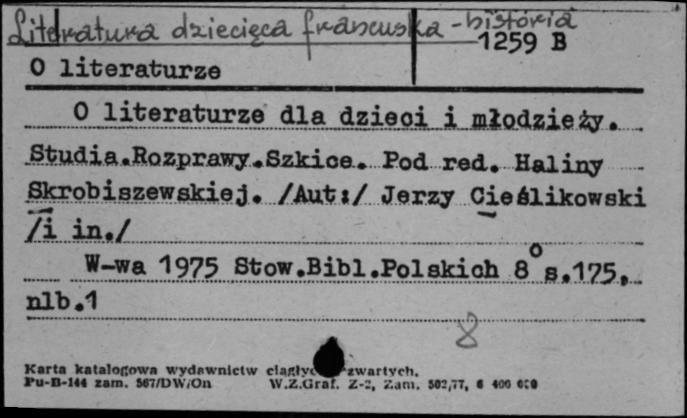 Literatura dziecięca francuska - historia
1259 B
O literaturze
O literaturze dla dzieci i młodzieży.
Studia.Rozprawy.Szkice. Pod red. Haliny
Skrobiszewskiej. /Aut:/ Jerzy Cieślikowski
/i in./
W-wa 1975 Stow.Bibl.Polskich 8° s.175,
nlb.1
8
Karta katalogowa wydawnictw ciągłyc zwartych.
Pu-B-144 zam. 567/DW/On W.Z.Graf. Z-2, Zam. 502/77, 6 400 000